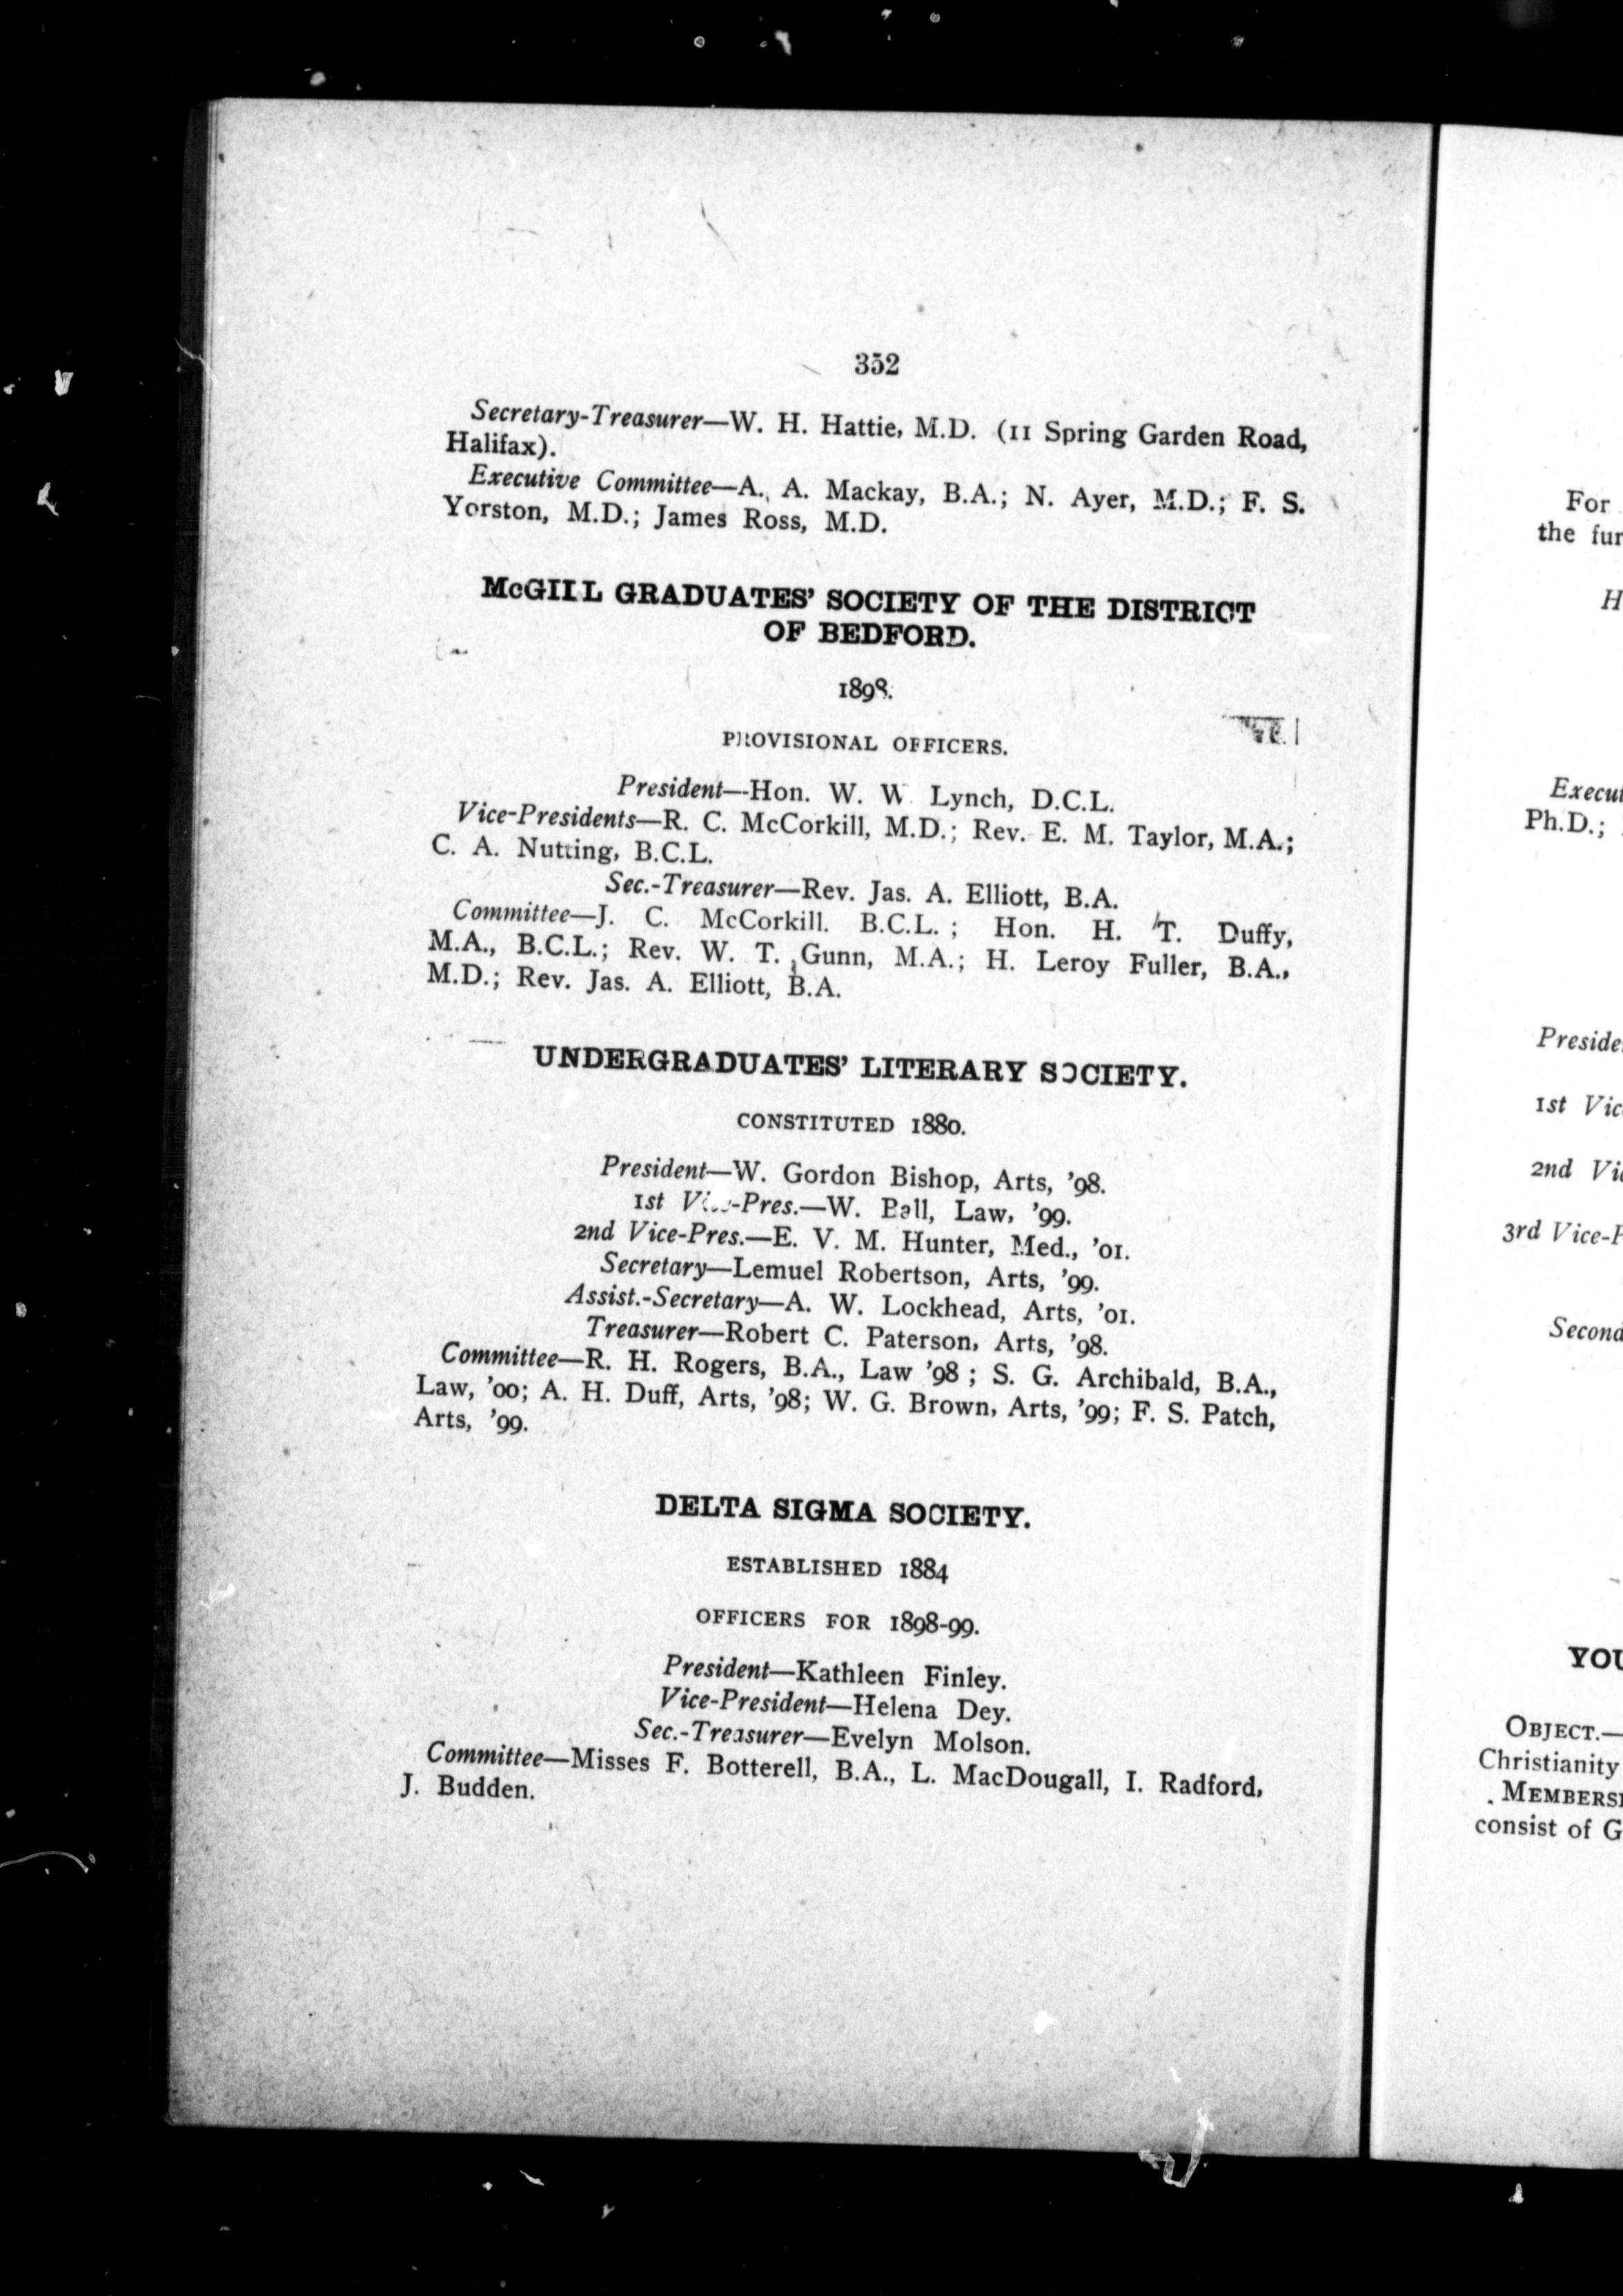 352
Secretary-Treasurer—W. H. Hattie, M.D. (11 Spring Garden Road,
Halifax).
Executive Committee—A. A. Mackay, B.A.; N. Ayer, M.D.; F. S.
Yorston, M.D.; James Ross, M.D.
McGILL GRADUATES' SOCIETY OF THE DISTRICT
OF BEDFORD.
1898.
PROVISIONAL OFFICERS.
President—Hon. W. W. Lynch, D.C.L.
Vice-Presidents—R. C. McCorkill, M.D.; Rev. E. M. Taylor, M.A.;
C. A. Nutting, B.C.L.
Sec.-Treasurer—Rev. Jas. A. Elliott, B.A.
Committee—J. C. McCorkill. B.C.L.; Hon. H. T. Duffy,
M.A., B.C.L.; Rev. W. T. Gunn, M.A.; H. Leroy Fuller, B.A.,
M.D.; Rev. Jas. A. Elliott, B.A.
UNDERGRADUATES' LITERARY SOCIETY.
CONSTITUTED 1880.
President—W. Gordon Bishop, Arts, '98.
1st Vice-Pres.—W. Ball, Law, '99.
2nd Vice-Pres.—E. V. M. Hunter, Med., '01.
Secretary—Lemuel Robertson, Arts, '99.
Assist.-Secretary—A. W. Lockhead, Arts, '01.
Treasurer—Robert C. Paterson, Arts, '98.
Committee—R. H. Rogers, B.A., Law '98; S. G. Archibald, B.A.,
Law, '00; A. H. Duff, Arts, '98; W. G. Brown, Arts, '99; F. S. Patch,
Arts, '99.
DELTA SIGMA SOCIETY.
ESTABLISHED 1884
OFFICERS FOR 1898-99.
President—Kathleen Finley.
Vice-President—Helena Dey.
Sec.-Treasurer—Evelyn Molson.
Committee—Misses F. Botterell, B.A., L. MacDougall, I. Radford,
J. Budden.
For
the fur
H
Execut
Ph.D.;
Preside
1st Vic
2nd Vi
3rd Vice-P
Second
YOU
OBJECT.—
Christianity
MEMBERS
consist of G